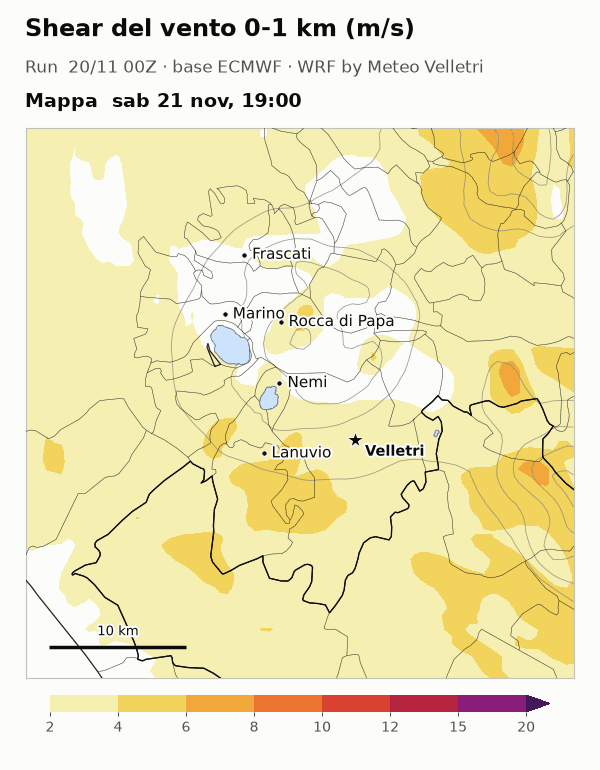 Shear del vento 0-1 km (m/s)
Run  20/11 00Z · base ECMWF · WRF by Meteo Velletri
Mappa  sab 21 nov, 19:00
Frascati
Marino
Rocca di Papa
Nemi
Velletri
Lanuvio
10 km
2 4 6 8 10 12 15 20